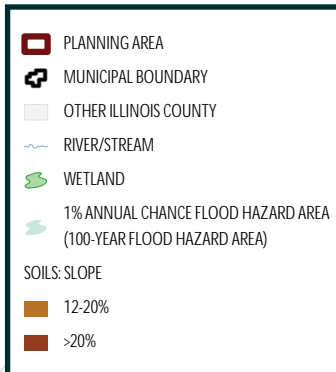 PLANNING AREA
MUNICIPAL BOUNDARY
OTHER ILLINOIS COUNTY
RIVER/STREAM
WETLAND
1% ANNUAL CHANCE FLOOD HAZARD AREA
(100-YEAR FLOOD HAZARD AREA)
SOILS: SLOPE
12-20%
>20%